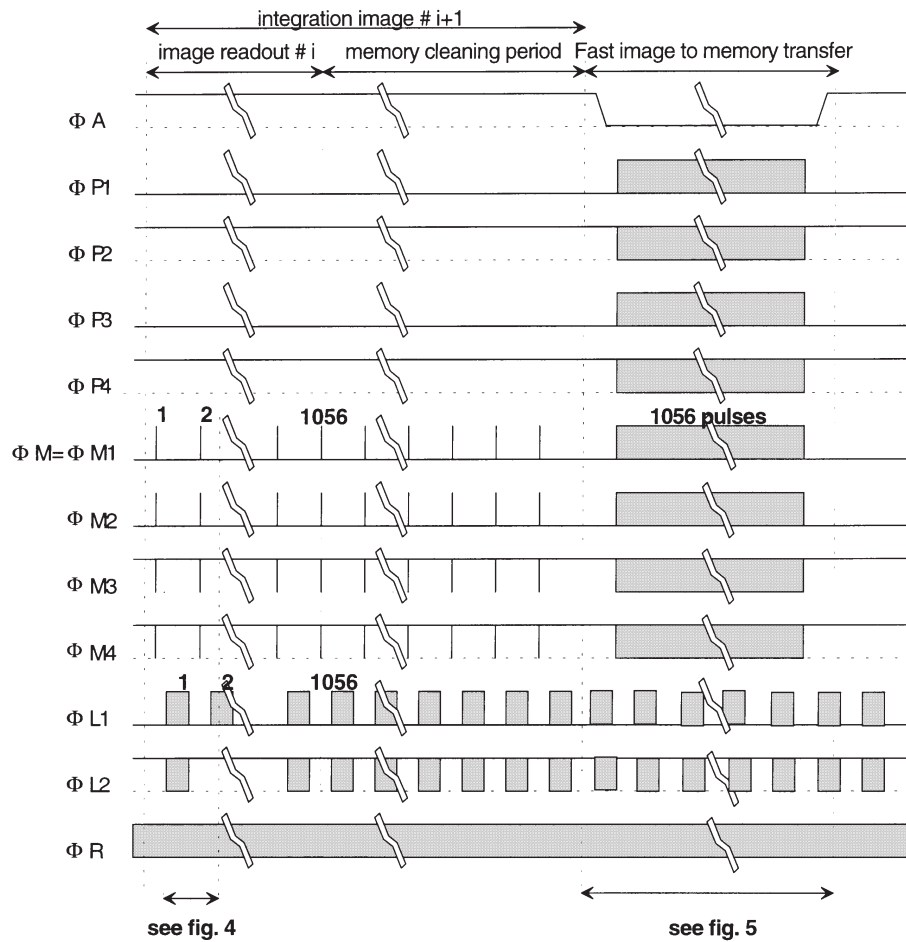 integration image # i+1
image readout # i
memory cleaning period
Fast image to memory transfer
Φ A
Φ P1
Φ P2
Φ P3
Φ P4
1 2 1056 1056 pulses
Φ M=Φ M1
Φ M2
Φ M3
Φ M4
1 2 1056
Φ L1
Φ L2
Φ R
see fig. 4
see fig. 5